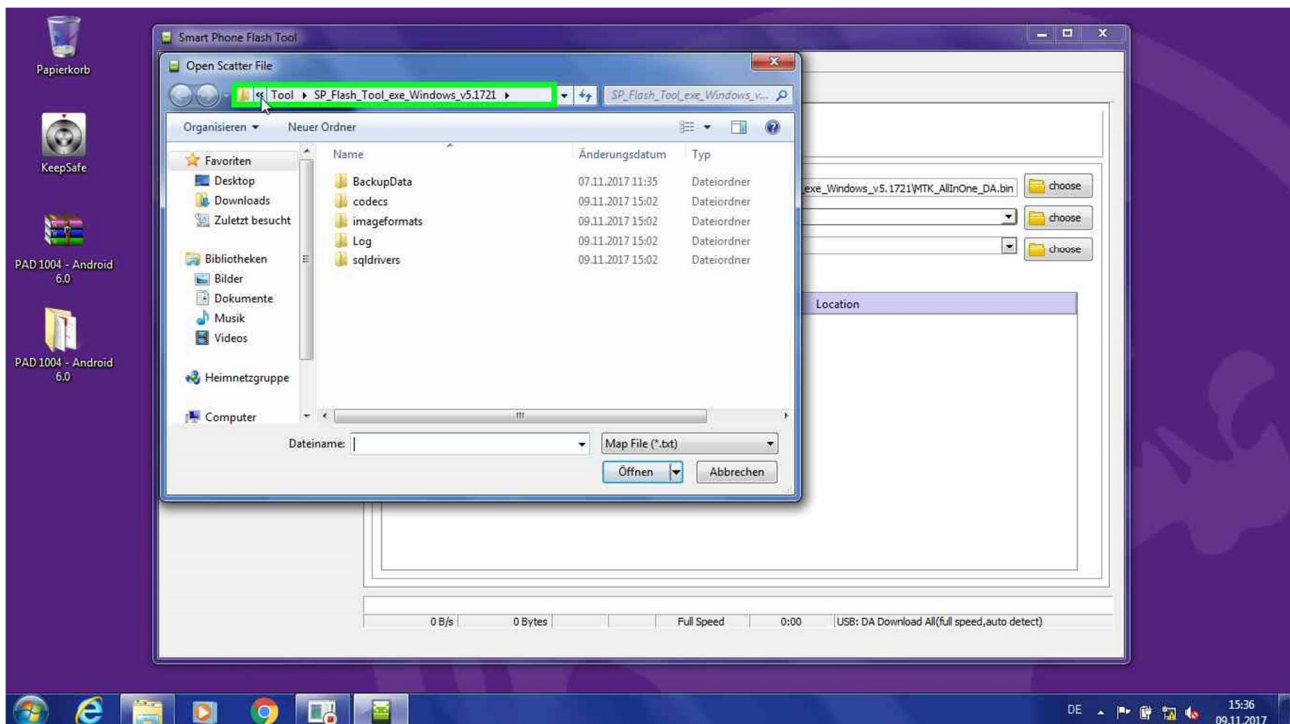 Papierkorb
KeepSafe
PAD 1004 - Android
6.0
PAD 1004 - Android
6.0
Smart Phone Flash Tool
Open Scatter File
« Tool ▸ SP_Flash_Tool_exe_Windows_v5.1721 ▸
SP_Flash_Tool_exe_Windows_v...
Organisieren Neuer Ordner
Favoriten
Desktop
Downloads
Zuletzt besucht
Bibliotheken
Bilder
Dokumente
Musik
Videos
Heimnetzgruppe
Computer
Name Änderungsdatum Typ
BackupData 07.11.2017 11:35 Dateiordner
codecs 09.11.2017 15:02 Dateiordner
imageformats 09.11.2017 15:02 Dateiordner
Log 09.11.2017 15:02 Dateiordner
sqldrivers 09.11.2017 15:02 Dateiordner
Dateiname: Map File (*.txt)
Öffnen Abbrechen
_exe_Windows_v5.1721\MTK_AllInOne_DA.bin choose
choose
choose
Location
0 B/s 0 Bytes Full Speed 0:00 USB: DA Download All(full speed,auto detect)
DE 15:36
09.11.2017